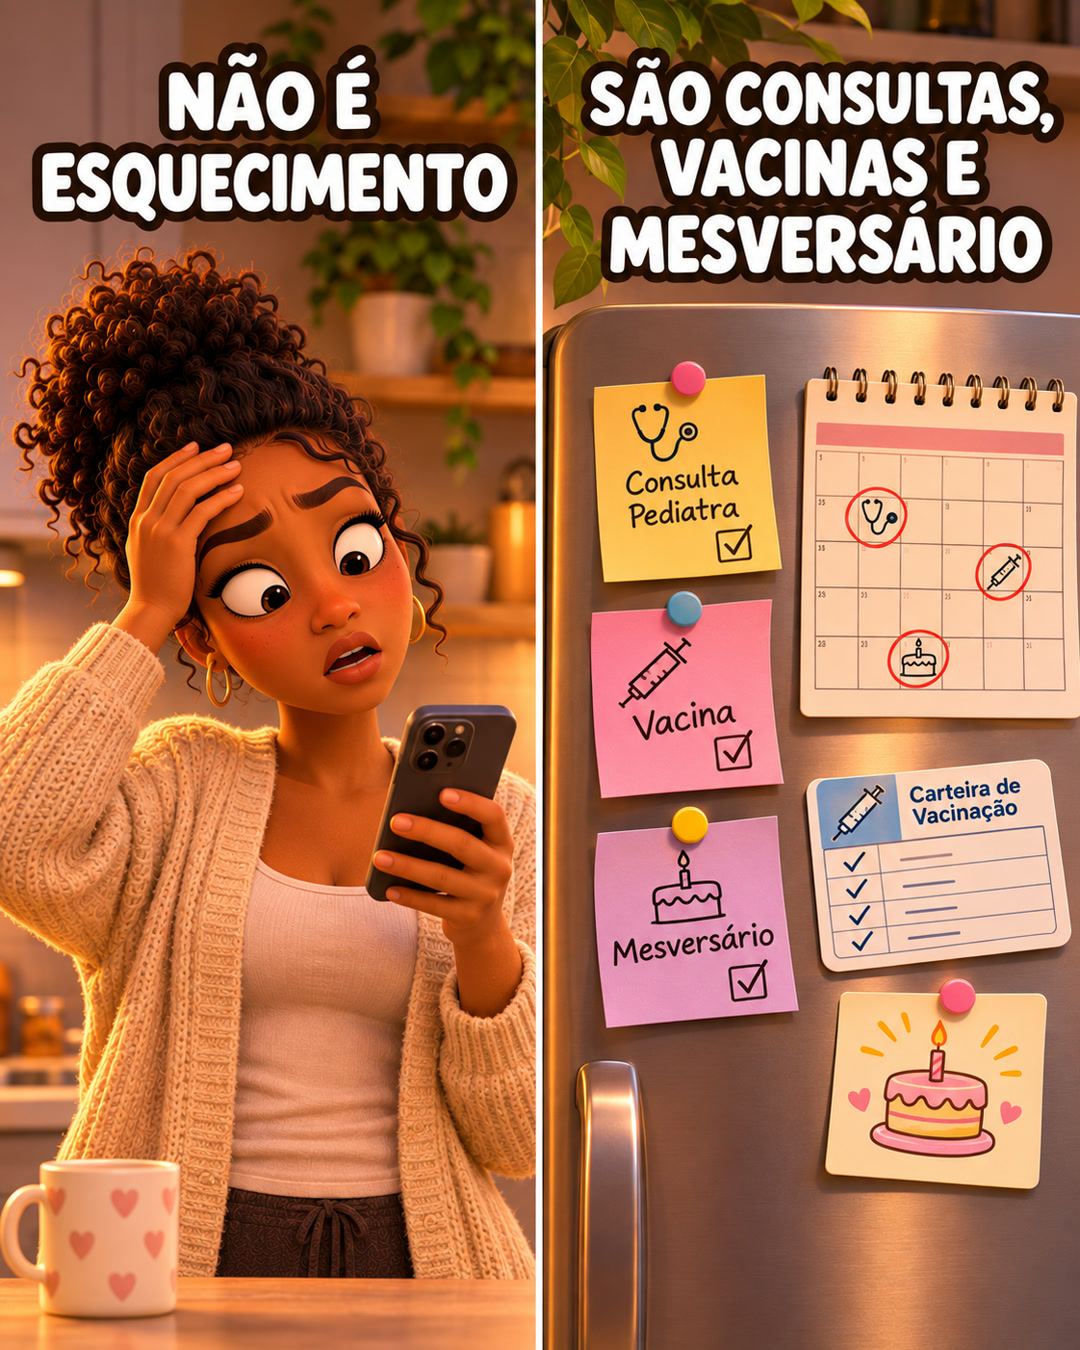 NÃO É
ESQUECIMENTO
SÃO CONSULTAS,
VACINAS E
MESVERSÁRIO
Consulta
Pediatra
Vacina
Mesversário
Carteira de
Vacinação